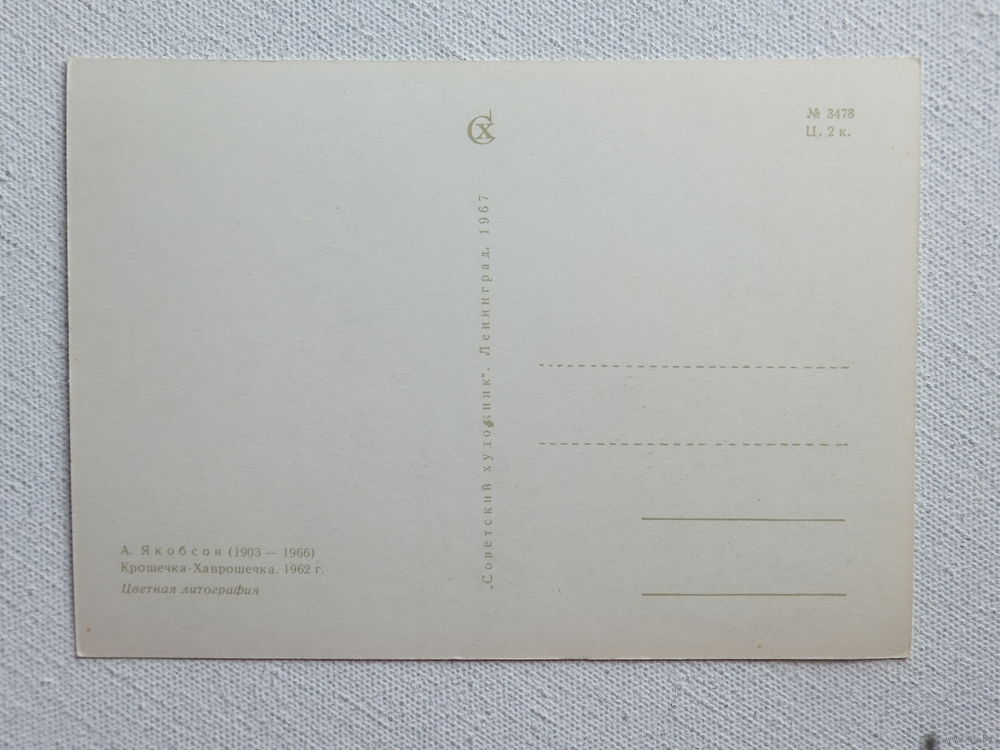 СХ
№ 3478
Ц. 2 к.
„Советский художник". Ленинград. 1967
А. Якобсон (1903 — 1966)
Крошечка-Хаврошечка. 1962 г.
Цветная литография